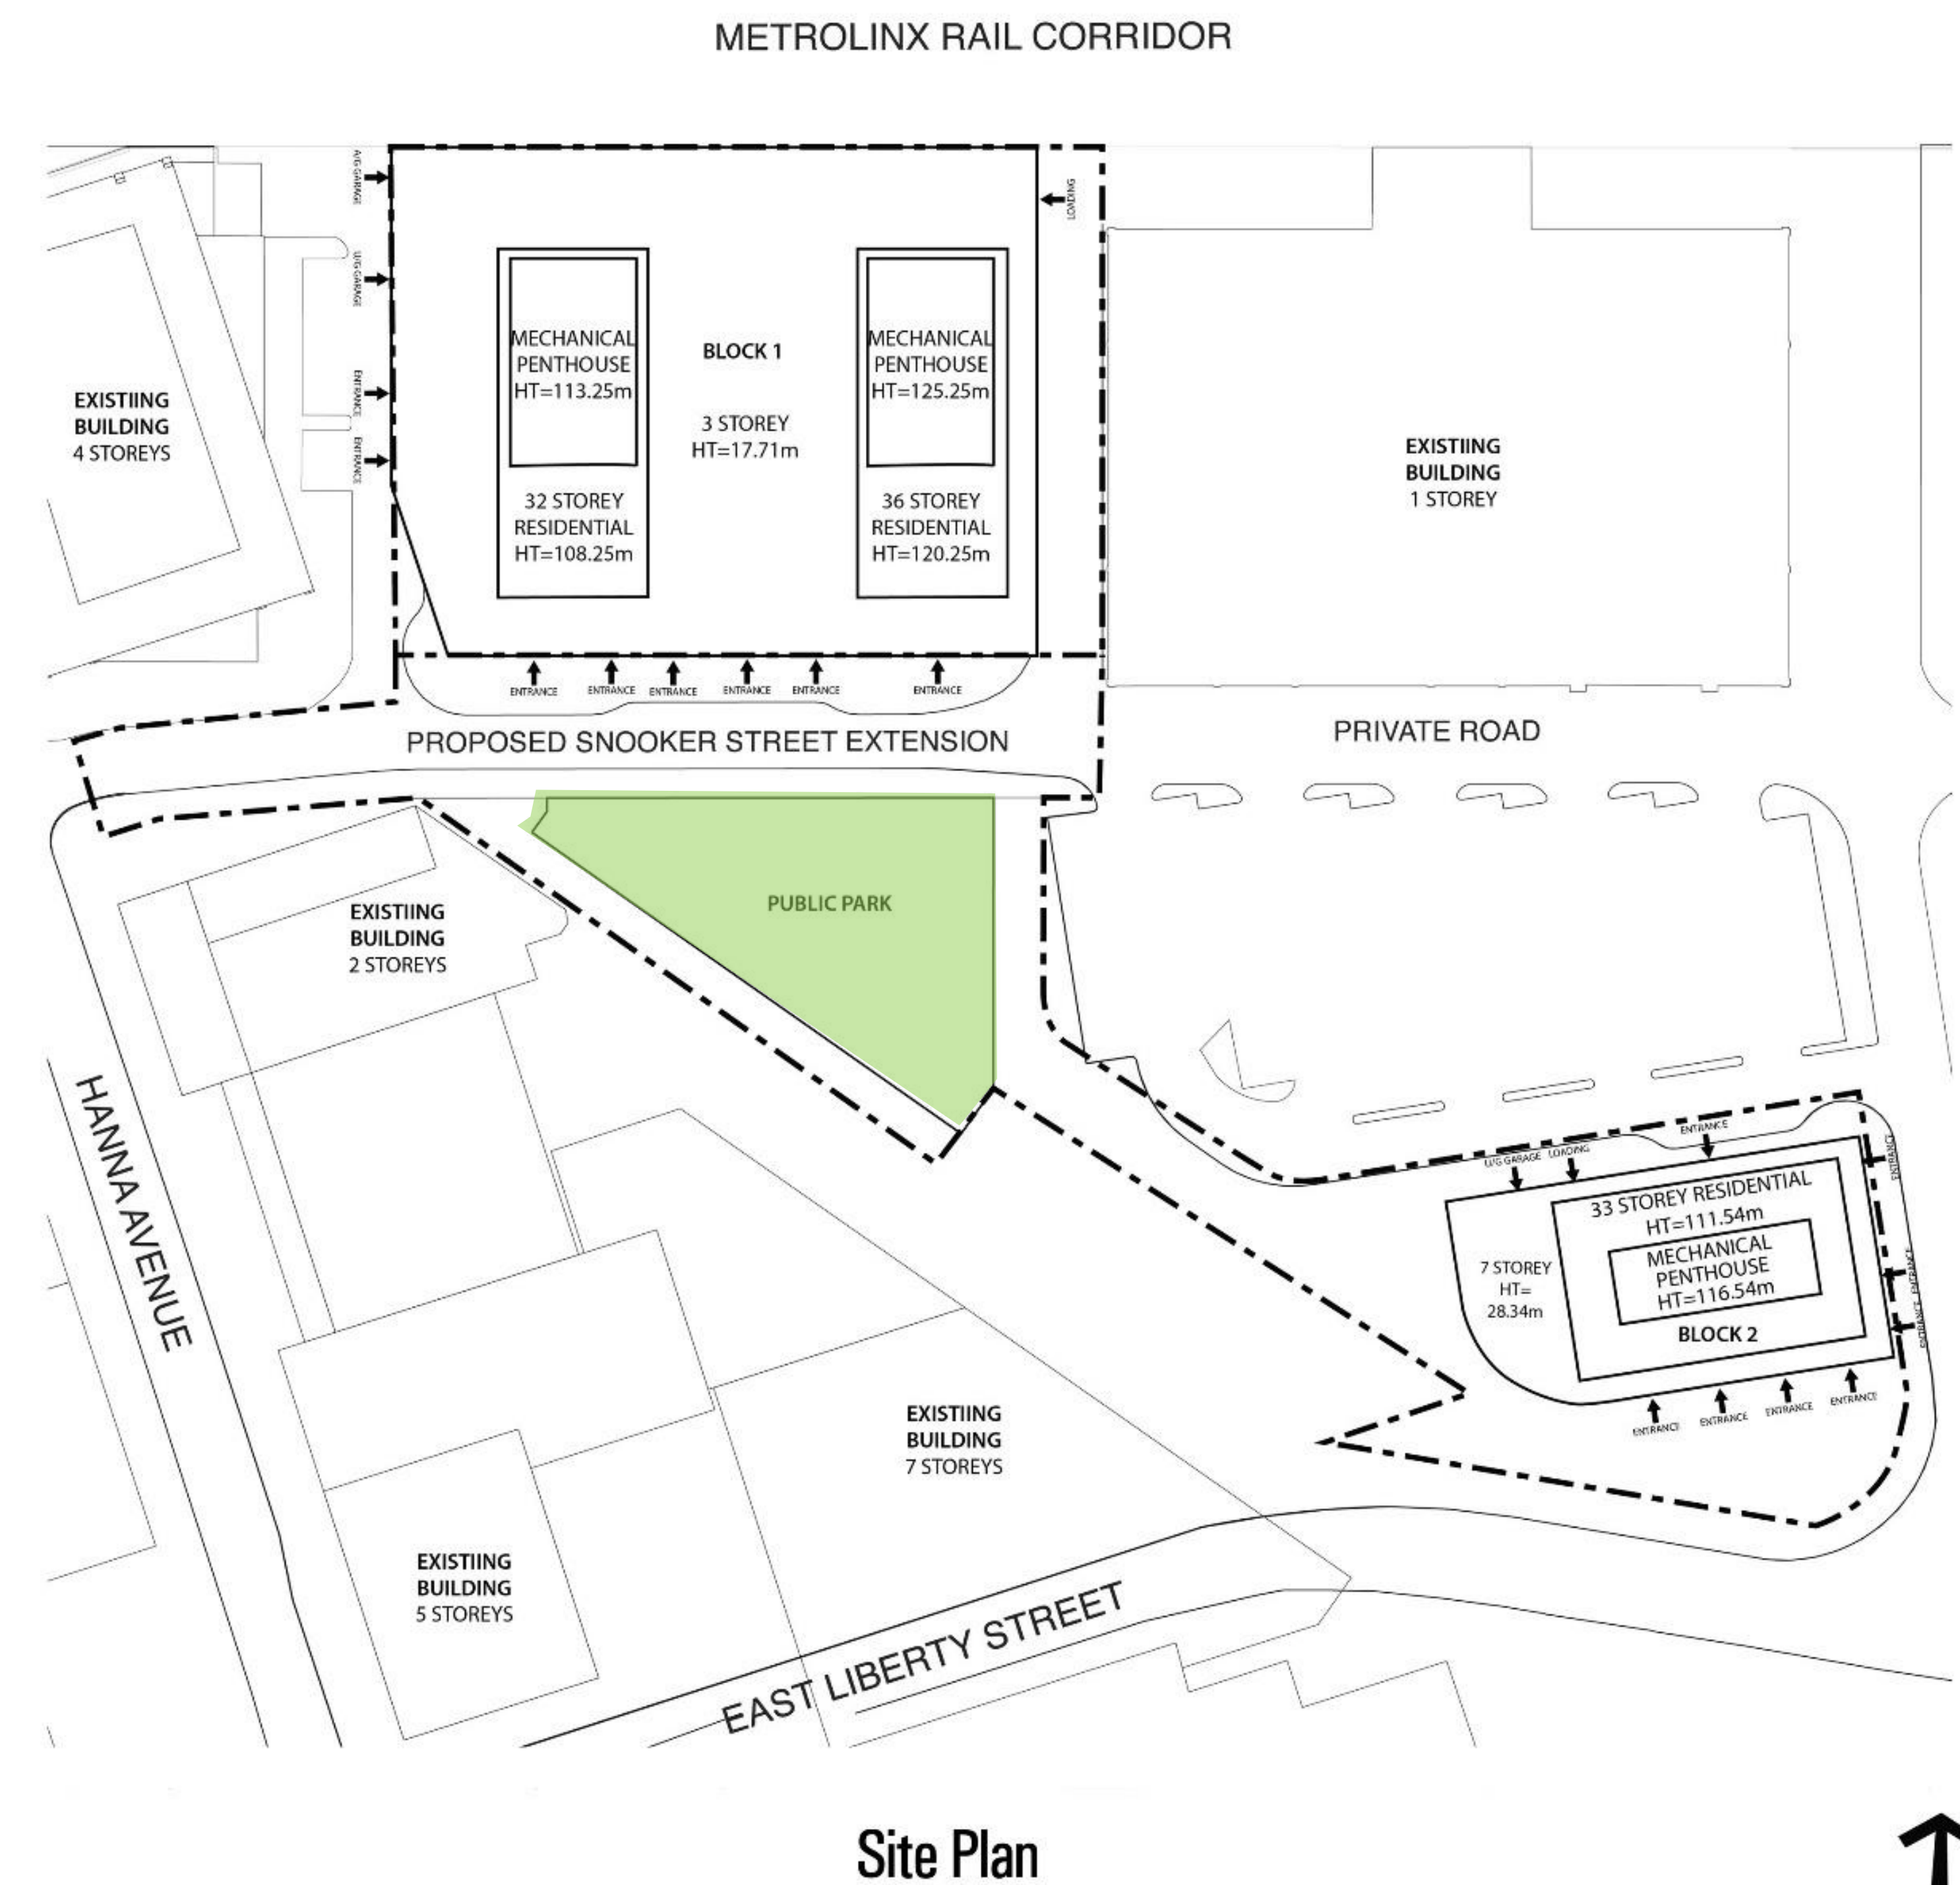 METROLINX RAIL CORRIDOR
A/G GARAGE
LOADING
U/G GARAGE
ENTRANCE
ENTRANCE
MECHANICAL
PENTHOUSE
HT=113.25m
32 STOREY
RESIDENTIAL
HT=108.25m
BLOCK 1
3 STOREY
HT=17.71m
MECHANICAL
PENTHOUSE
HT=125.25m
36 STOREY
RESIDENTIAL
HT=120.25m
EXISTIING
BUILDING
4 STOREYS
EXISTIING
BUILDING
1 STOREY
ENTRANCE
ENTRANCE
ENTRANCE
ENTRANCE
ENTRANCE
ENTRANCE
PROPOSED SNOOKER STREET EXTENSION
PRIVATE ROAD
PUBLIC PARK
EXISTIING
BUILDING
2 STOREYS
HANNA AVENUE
U/G GARAGE
LOADING
ENTRANCE
ENTRANCE
33 STOREY RESIDENTIAL
HT=111.54m
MECHANICAL
PENTHOUSE
HT=116.54m
BLOCK 2
7 STOREY
HT=
28.34m
ENTRANCE
ENTRANCE
ENTRANCE
ENTRANCE
ENTRANCE
ENTRANCE
EXISTIING
BUILDING
7 STOREYS
EXISTIING
BUILDING
5 STOREYS
EAST LIBERTY STREET
Site Plan